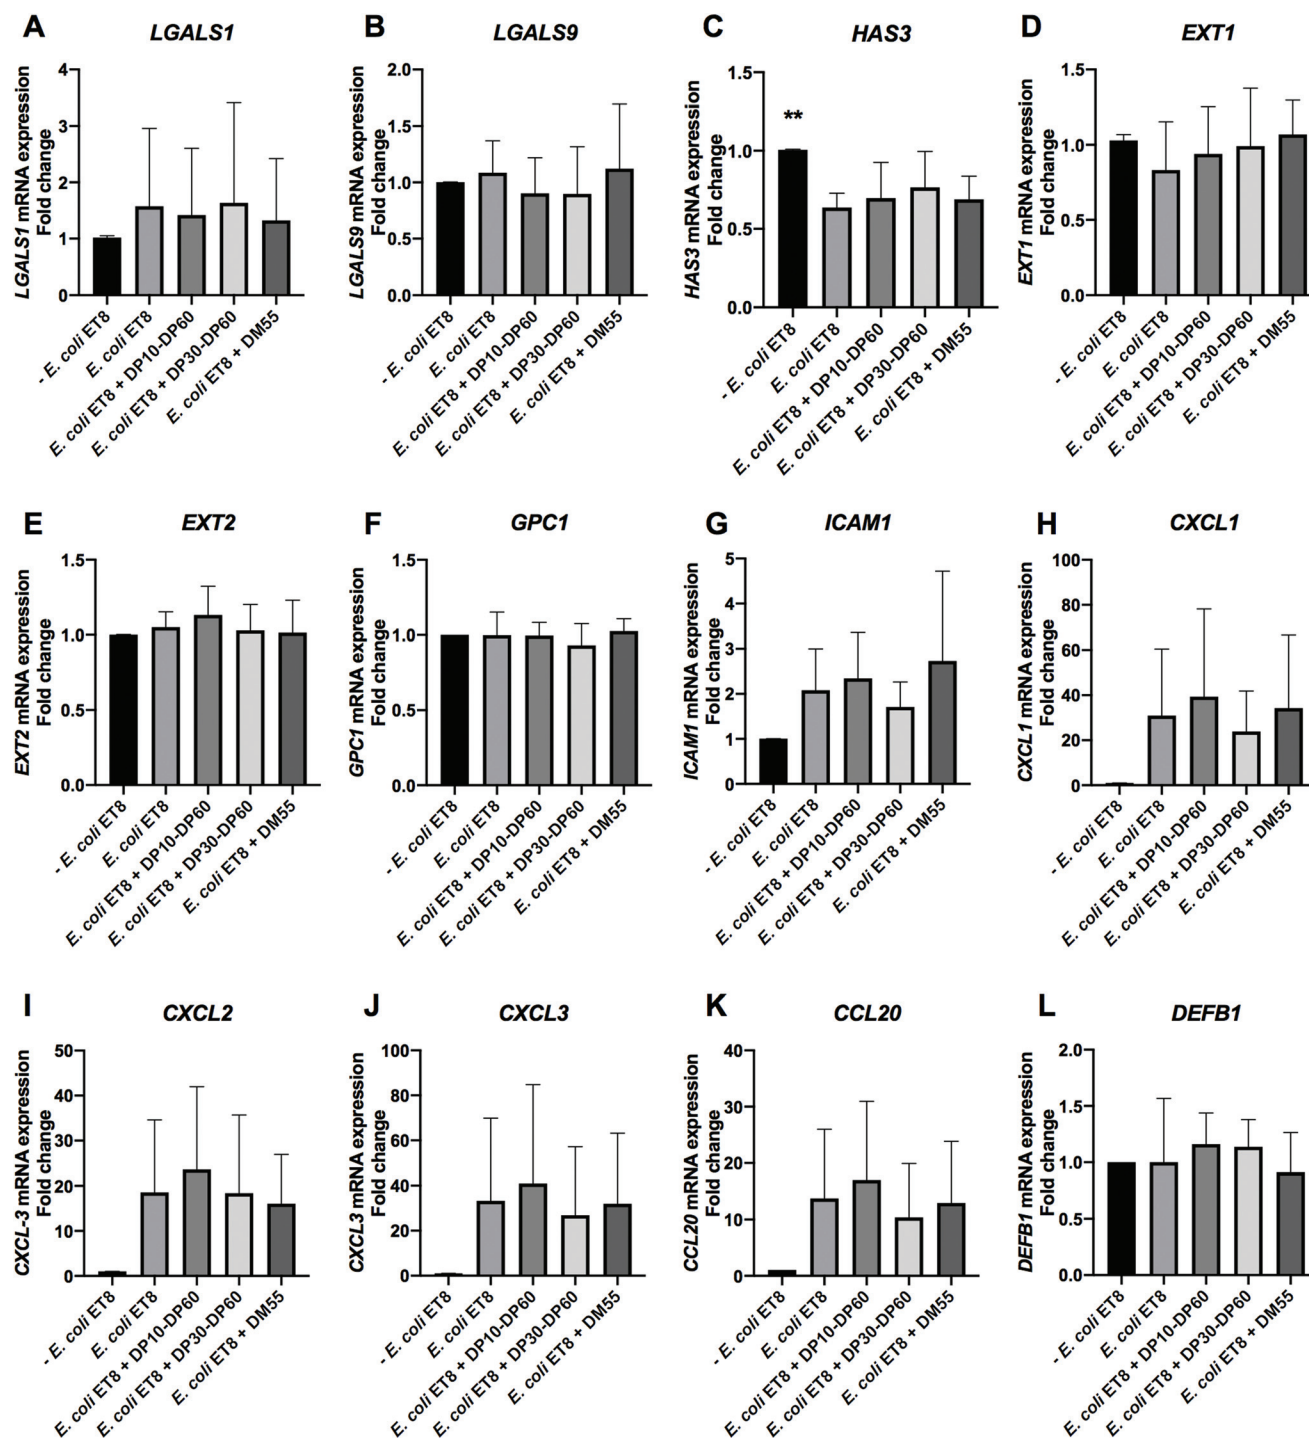 A LGALS1
LGALS1 mRNA expression
Fold change
4
3
2
1
0
- E. coli ET8
E. coli ET8
E. coli ET8 + DP10-DP60
E. coli ET8 + DP30-DP60
E. coli ET8 + DM55
B LGALS9
LGALS9 mRNA expression
Fold change
2.0
1.5
1.0
0.5
0.0
- E. coli ET8
E. coli ET8
E. coli ET8 + DP10-DP60
E. coli ET8 + DP30-DP60
E. coli ET8 + DM55
C HAS3
HAS3 mRNA expression
Fold change
1.5
1.0
0.5
0.0
**
- E. coli ET8
E. coli ET8
E. coli ET8 + DP10-DP60
E. coli ET8 + DP30-DP60
E. coli ET8 + DM55
D EXT1
EXT1 mRNA expression
Fold change
1.5
1.0
0.5
0.0
- E. coli ET8
E. coli ET8
E. coli ET8 + DP10-DP60
E. coli ET8 + DP30-DP60
E. coli ET8 + DM55
E EXT2
EXT2 mRNA expression
Fold change
1.5
1.0
0.5
0.0
- E. coli ET8
E. coli ET8
E. coli ET8 + DP10-DP60
E. coli ET8 + DP30-DP60
E. coli ET8 + DM55
F GPC1
GPC1 mRNA expression
Fold change
1.5
1.0
0.5
0.0
- E. coli ET8
E. coli ET8
E. coli ET8 + DP10-DP60
E. coli ET8 + DP30-DP60
E. coli ET8 + DM55
G ICAM1
ICAM1 mRNA expression
Fold change
5
4
3
2
1
0
- E. coli ET8
E. coli ET8
E. coli ET8 + DP10-DP60
E. coli ET8 + DP30-DP60
E. coli ET8 + DM55
H CXCL1
CXCL1 mRNA expression
Fold change
100
80
60
40
20
0
- E. coli ET8
E. coli ET8
E. coli ET8 + DP10-DP60
E. coli ET8 + DP30-DP60
E. coli ET8 + DM55
I CXCL2
CXCL-3 mRNA expression
Fold change
50
40
30
20
10
0
- E. coli ET8
E. coli ET8
E. coli ET8 + DP10-DP60
E. coli ET8 + DP30-DP60
E. coli ET8 + DM55
J CXCL3
CXCL3 mRNA expression
Fold change
100
80
60
40
20
0
- E. coli ET8
E. coli ET8
E. coli ET8 + DP10-DP60
E. coli ET8 + DP30-DP60
E. coli ET8 + DM55
K CCL20
CCL20 mRNA expression
Fold change
40
30
20
10
0
- E. coli ET8
E. coli ET8
E. coli ET8 + DP10-DP60
E. coli ET8 + DP30-DP60
E. coli ET8 + DM55
L DEFB1
DEFB1 mRNA expression
Fold change
2.0
1.5
1.0
0.5
0.0
- E. coli ET8
E. coli ET8
E. coli ET8 + DP10-DP60
E. coli ET8 + DP30-DP60
E. coli ET8 + DM55